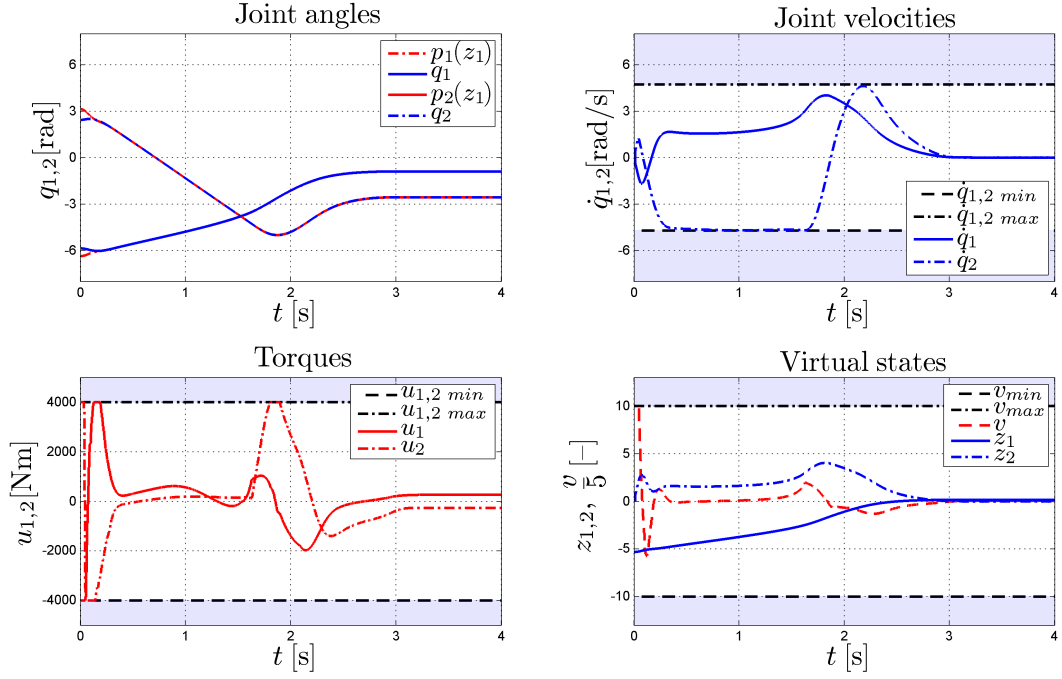 Joint angles
6
3
0
-3
-6
0 1 2 3 4
q₁,₂[rad]
t [s]
p₁(z₁)
q₁
p₂(z₁)
q₂
Joint velocities
6
3
0
-3
-6
0 1 2 3 4
q̇₁,₂[rad/s]
t [s]
q̇₁,₂ min
q̇₁,₂ max
q̇₁
q̇₂
Torques
4000
2000
0
-2000
-4000
0 1 2 3 4
u₁,₂[Nm]
t [s]
u₁,₂ min
u₁,₂ max
u₁
u₂
Virtual states
10
5
0
-5
-10
0 1 2 3 4
z₁,₂, v/5 [−]
t [s]
vmin
vmax
v
z₁
z₂